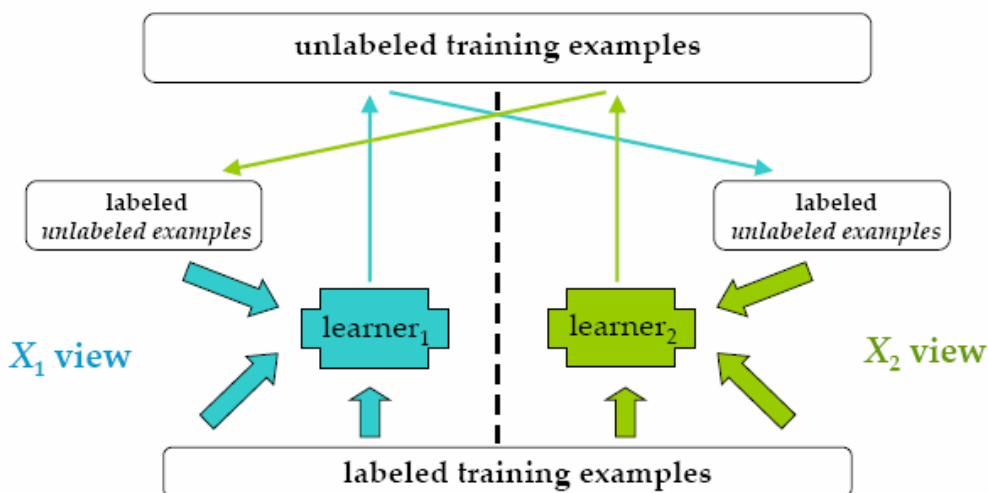 unlabeled training examples
labeled
unlabeled examples
labeled
unlabeled examples
learner₁
learner₂
X₁ view
X₂ view
labeled training examples